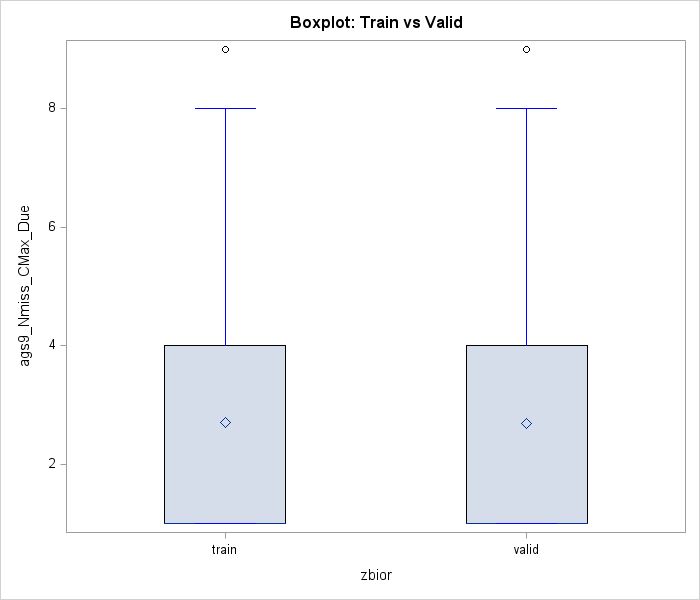 Boxplot: Train vs Valid
ags9_Nmiss_CMax_Due
8
6
4
2
train
valid
zbior